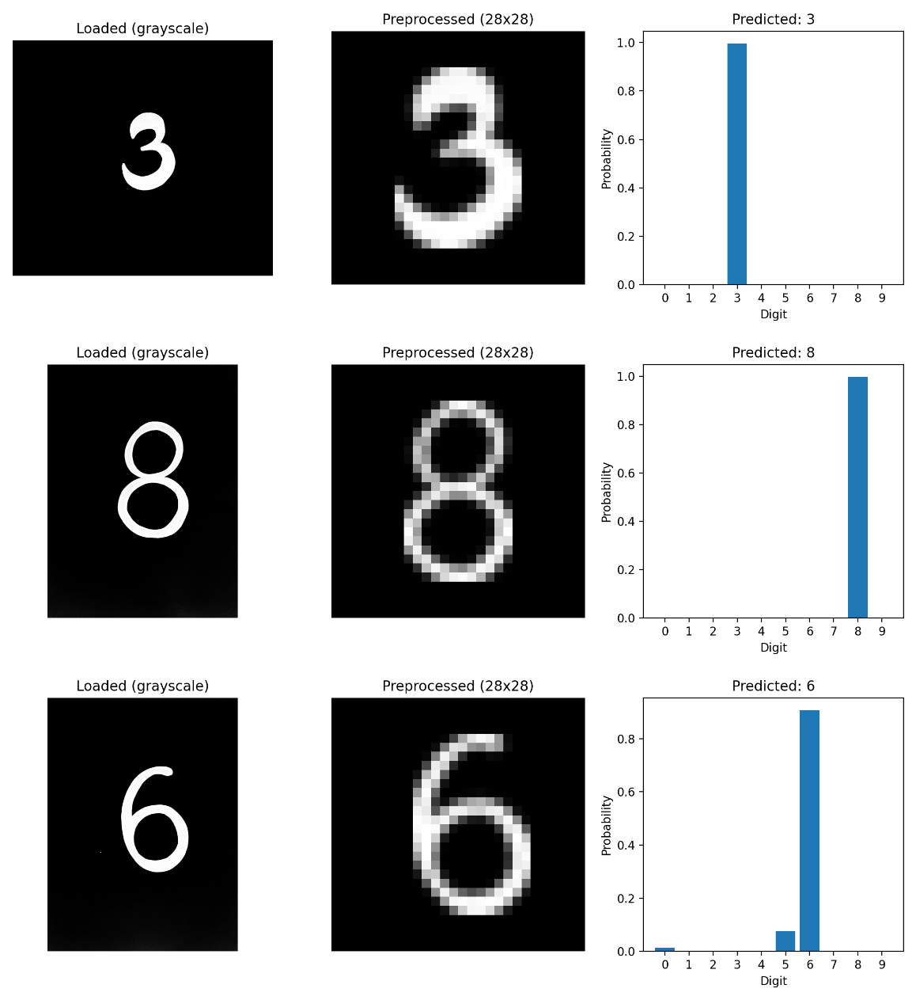 Loaded (grayscale) Preprocessed (28x28) Predicted: 3
3 3
Probability
1.0
0.8
0.6
0.4
0.2
0.0
0 1 2 3 4 5 6 7 8 9
Digit
Loaded (grayscale) Preprocessed (28x28) Predicted: 8
8 8
Probability
1.0
0.8
0.6
0.4
0.2
0.0
0 1 2 3 4 5 6 7 8 9
Digit
Loaded (grayscale) Preprocessed (28x28) Predicted: 6
6 6
Probability
0.8
0.6
0.4
0.2
0.0
0 1 2 3 4 5 6 7 8 9
Digit